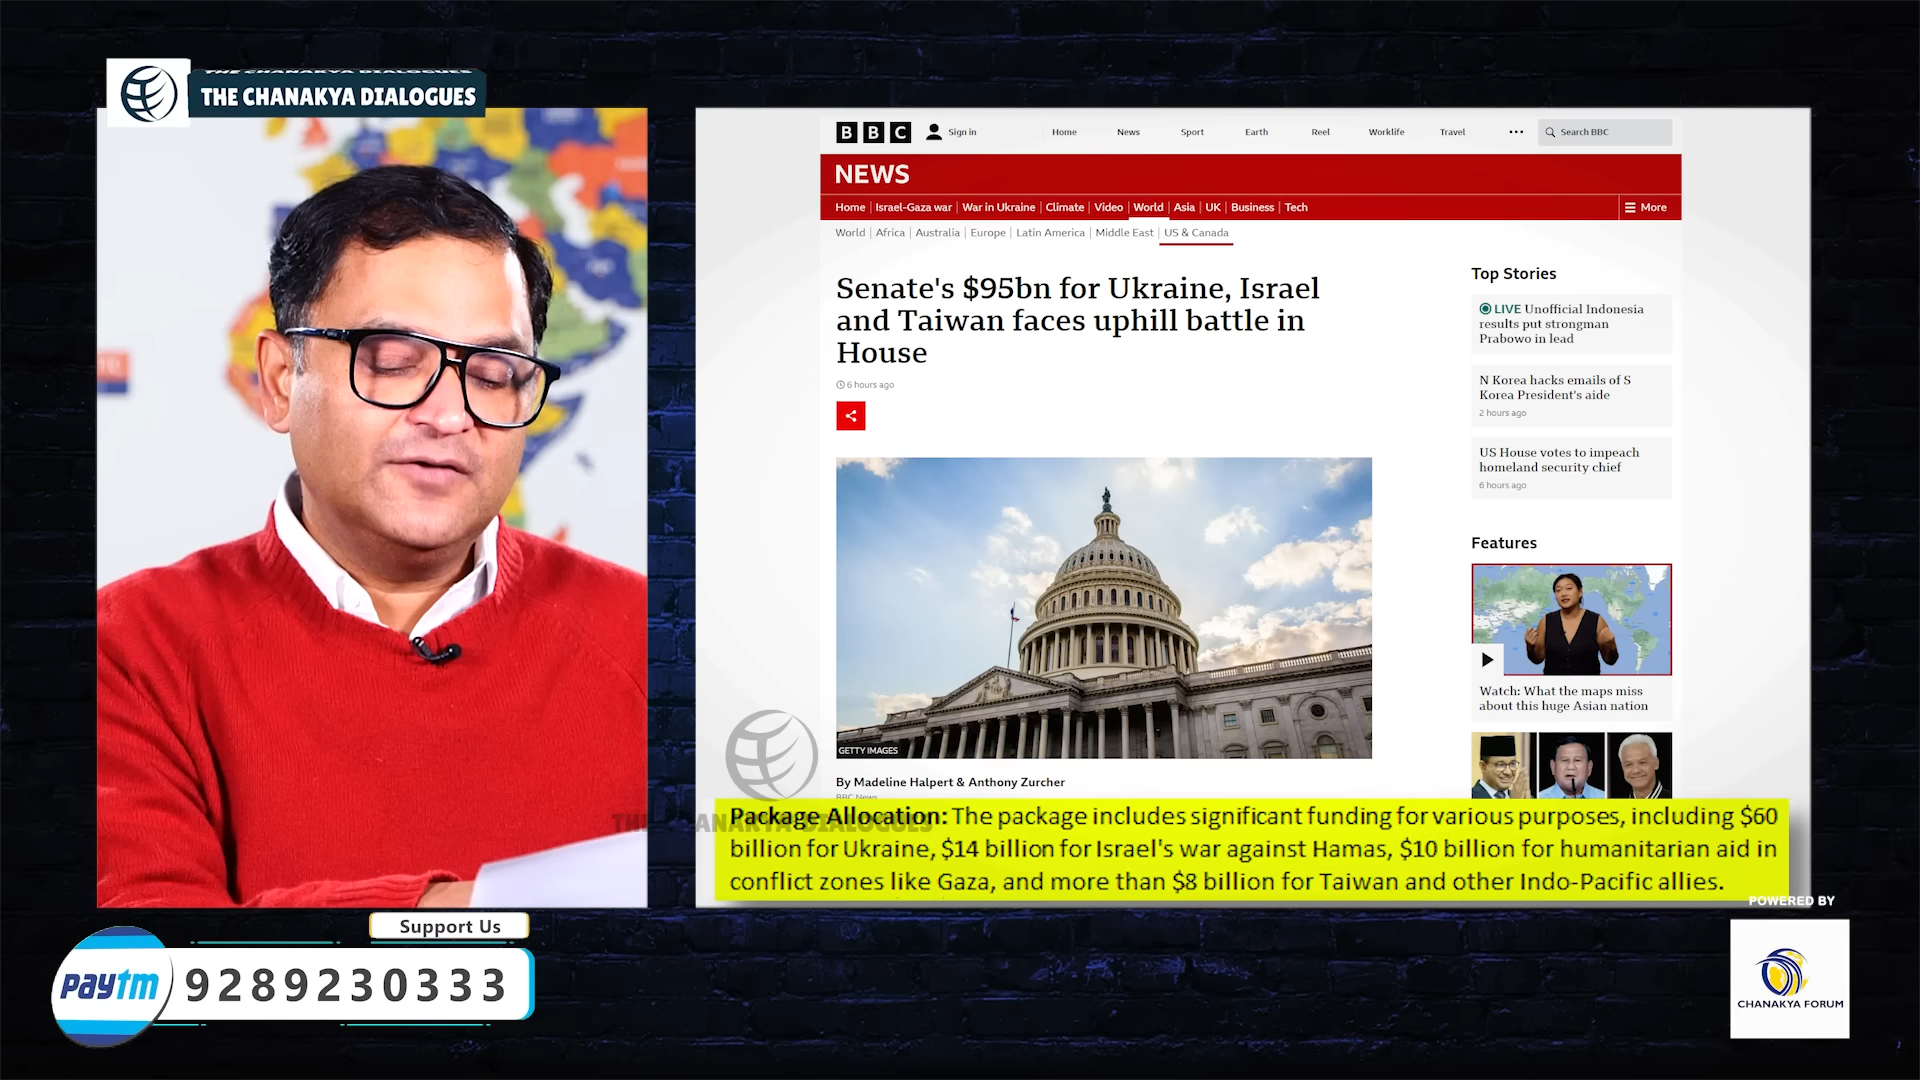 THE CHANAKYA DIALOGUES
THE CHANAKYA DIALOGUES
BBC
Sign in
Home
News
Sport
Earth
Reel
Worklife
Travel
Search BBC
NEWS
Home
Israel-Gaza war
War in Ukraine
Climate
Video
World
Asia
UK
Business
Tech
More
World
Africa
Australia
Europe
Latin America
Middle East
US & Canada
Senate's $95bn for Ukraine, Israel
and Taiwan faces uphill battle in
House
6 hours ago
GETTY IMAGES
By Madeline Halpert & Anthony Zurcher
BBC News
Top Stories
LIVE Unofficial Indonesia
results put strongman
Prabowo in lead
N Korea hacks emails of S
Korea President's aide
2 hours ago
US House votes to impeach
homeland security chief
6 hours ago
Features
Watch: What the maps miss
about this huge Asian nation
THE CHANAKYA DIALOGUES
Package Allocation: The package includes significant funding for various purposes, including $60
billion for Ukraine, $14 billion for Israel's war against Hamas, $10 billion for humanitarian aid in
conflict zones like Gaza, and more than $8 billion for Taiwan and other Indo-Pacific allies.
Support Us
paytm
9289230333
POWERED BY
CHANAKYA FORUM